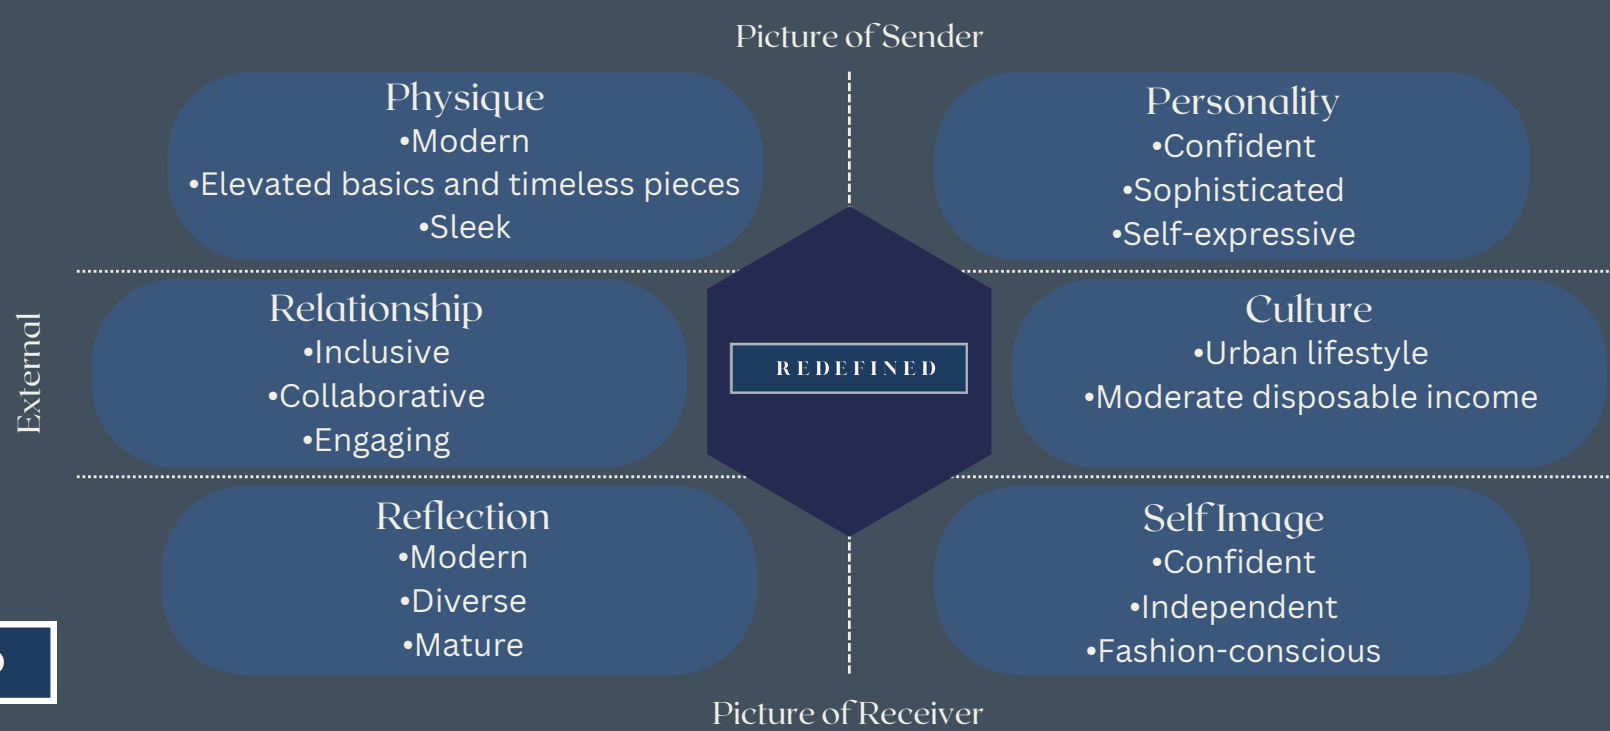 Picture of Sender
Physique
•Modern
•Elevated basics and timeless pieces
•Sleek
Personality
•Confident
•Sophisticated
•Self-expressive
External
Relationship
•Inclusive
•Collaborative
•Engaging
REDEFINED
Culture
•Urban lifestyle
•Moderate disposable income
Reflection
•Modern
•Diverse
•Mature
Self Image
•Confident
•Independent
•Fashion-conscious
Picture of Receiver